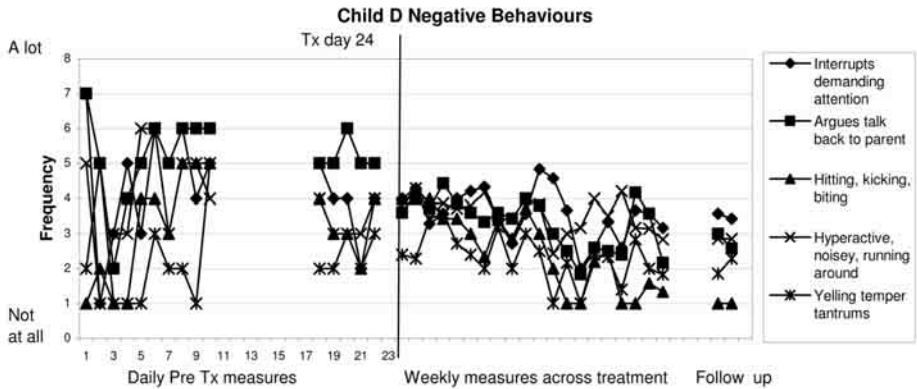 Child D Negative Behaviours
Tx day 24
A lot
8
7
6
5
4
3
2
1
0
Frequency
Not
at all
1 3 5 7 9 11 13 15 17 19 21 23
Daily Pre Tx measures
Weekly measures across treatment
Follow up
Interrupts
demanding
attention
Argues talk
back to parent
Hitting, kicking,
biting
Hyperactive,
noisey, running
around
Yelling temper
tantrums